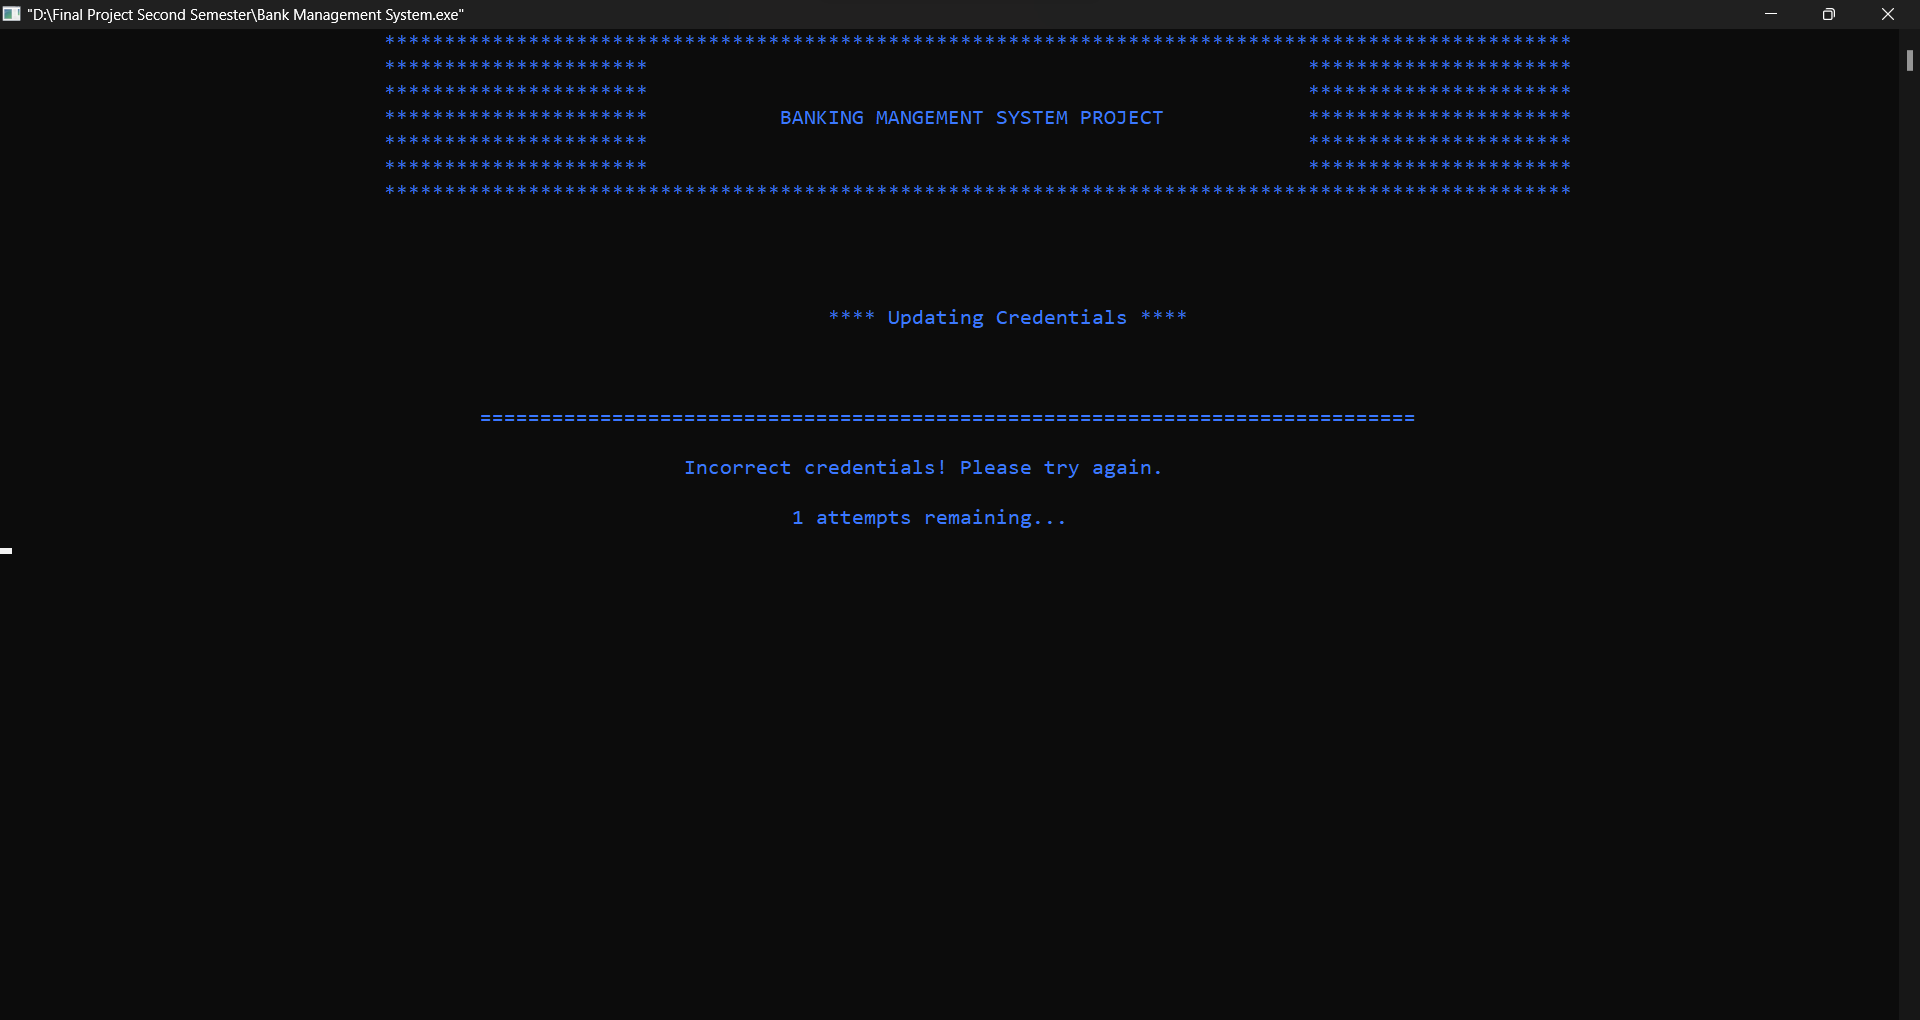 "D:\Final Project Second Semester\Bank Management System.exe"
***************************************************************************************************
**********************                                                       **********************
**********************                                                       **********************
**********************           BANKING MANGEMENT SYSTEM PROJECT            **********************
**********************                                                       **********************
**********************                                                       **********************
***************************************************************************************************
**** Updating Credentials ****
==============================================================================
Incorrect credentials! Please try again.
1 attempts remaining...